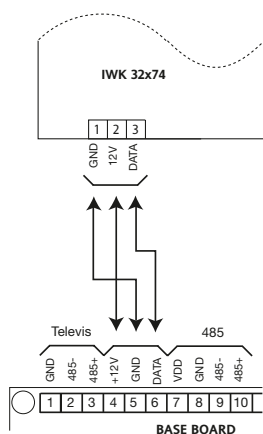 IWK 32x74
1 2 3
GND 12V DATA
Televis 485
GND 485- 485+ +12V GND DATA VDD GND 485- 485+
1 2 3 4 5 6 7 8 9 10
BASE BOARD